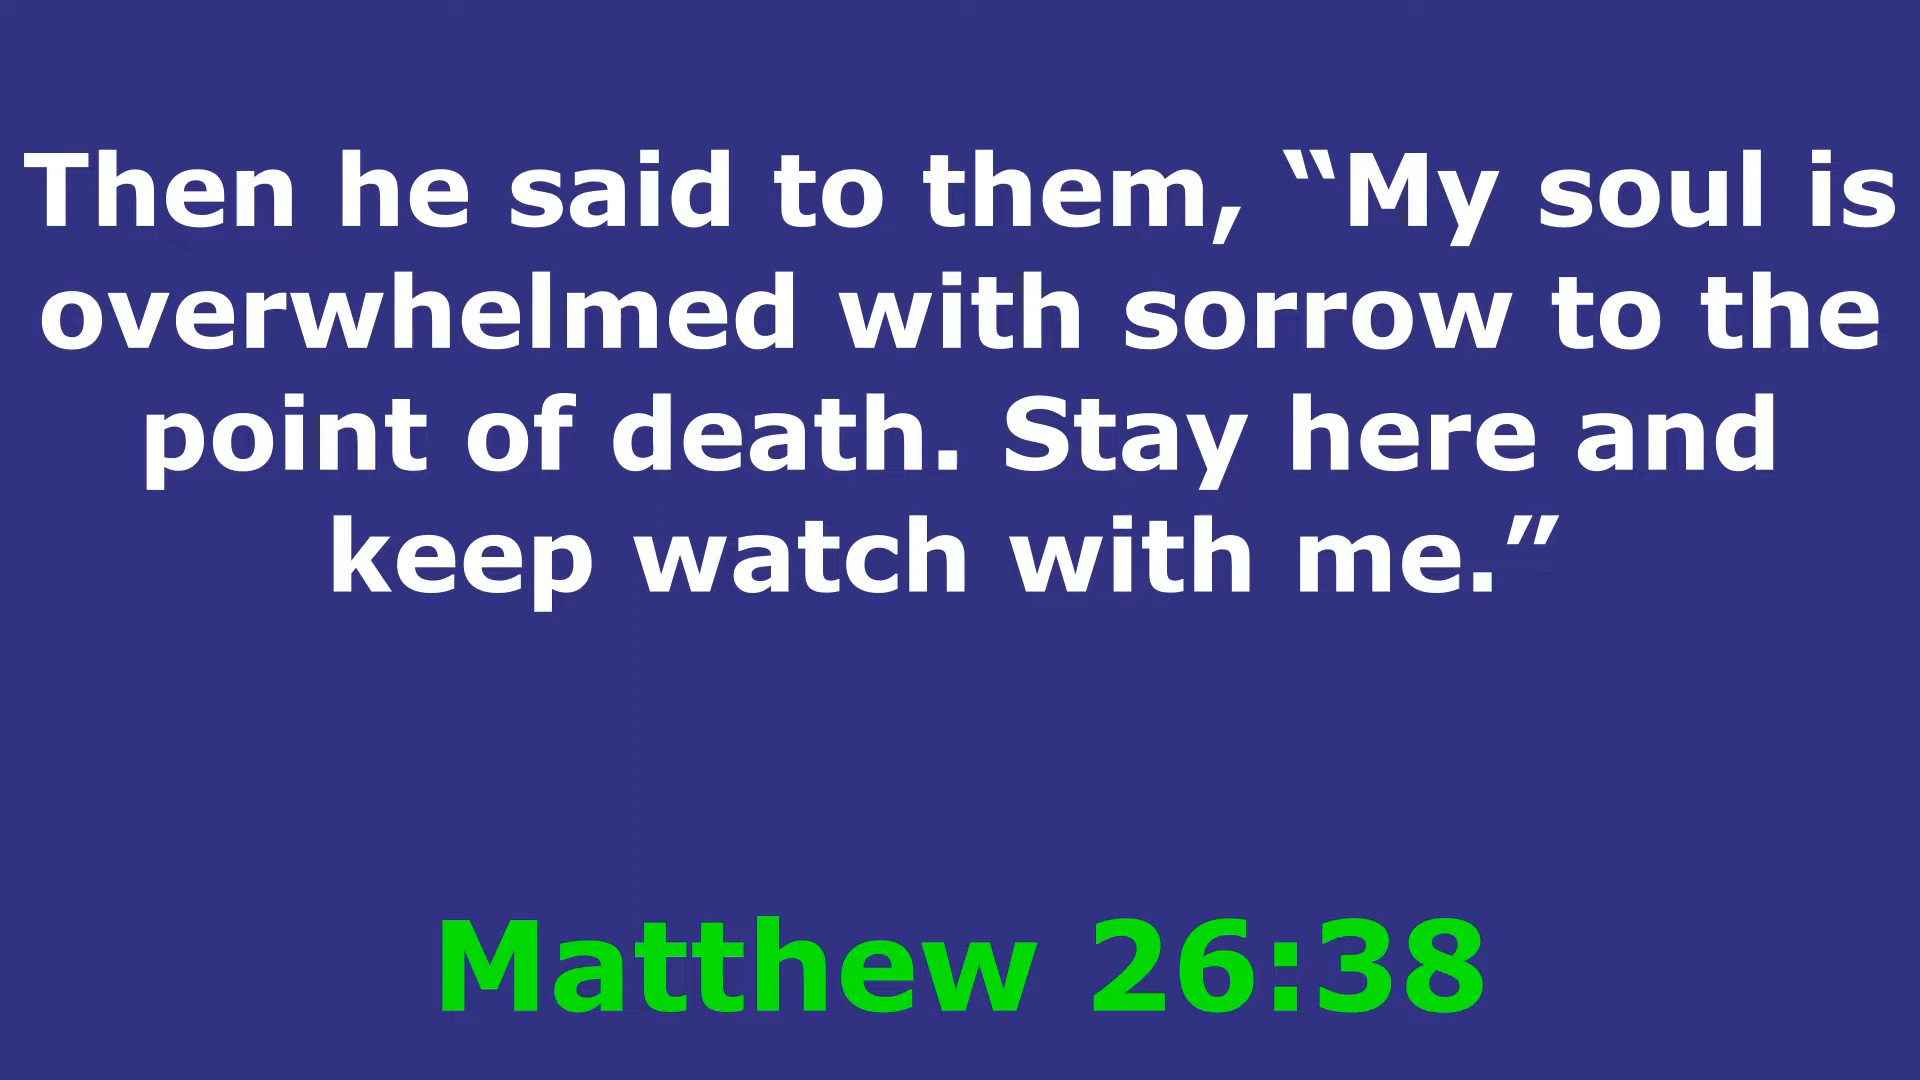 Then he said to them, “My soul is
overwhelmed with sorrow to the
point of death. Stay here and
keep watch with me.”
Matthew 26:38